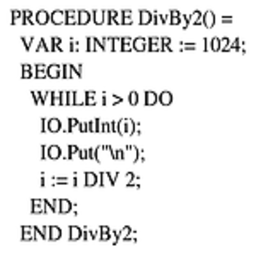 PROCEDURE DivBy2() =
VAR i: INTEGER := 1024;
BEGIN
WHILE i > 0 DO
IO.PutInt(i);
IO.Put("\n");
i := i DIV 2;
END;
END DivBy2;